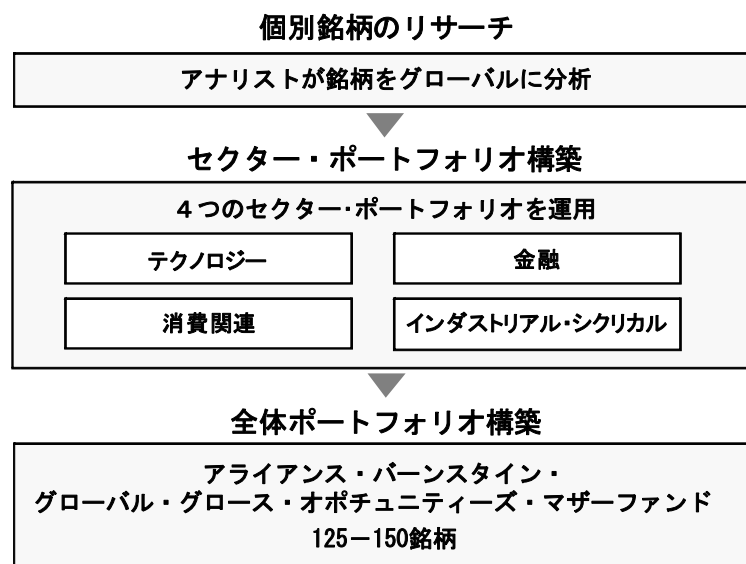 個別銘柄のリサーチ
アナリストが銘柄をグローバルに分析
セクター・ポートフォリオ構築
４つのセクター・ポートフォリオを運用
テクノロジー
金融
消費関連
インダストリアル・シクリカル
全体ポートフォリオ構築
アライアンス・バーンスタイン・
グローバル・グロース・オポチュニティーズ・マザーファンド
125－150銘柄